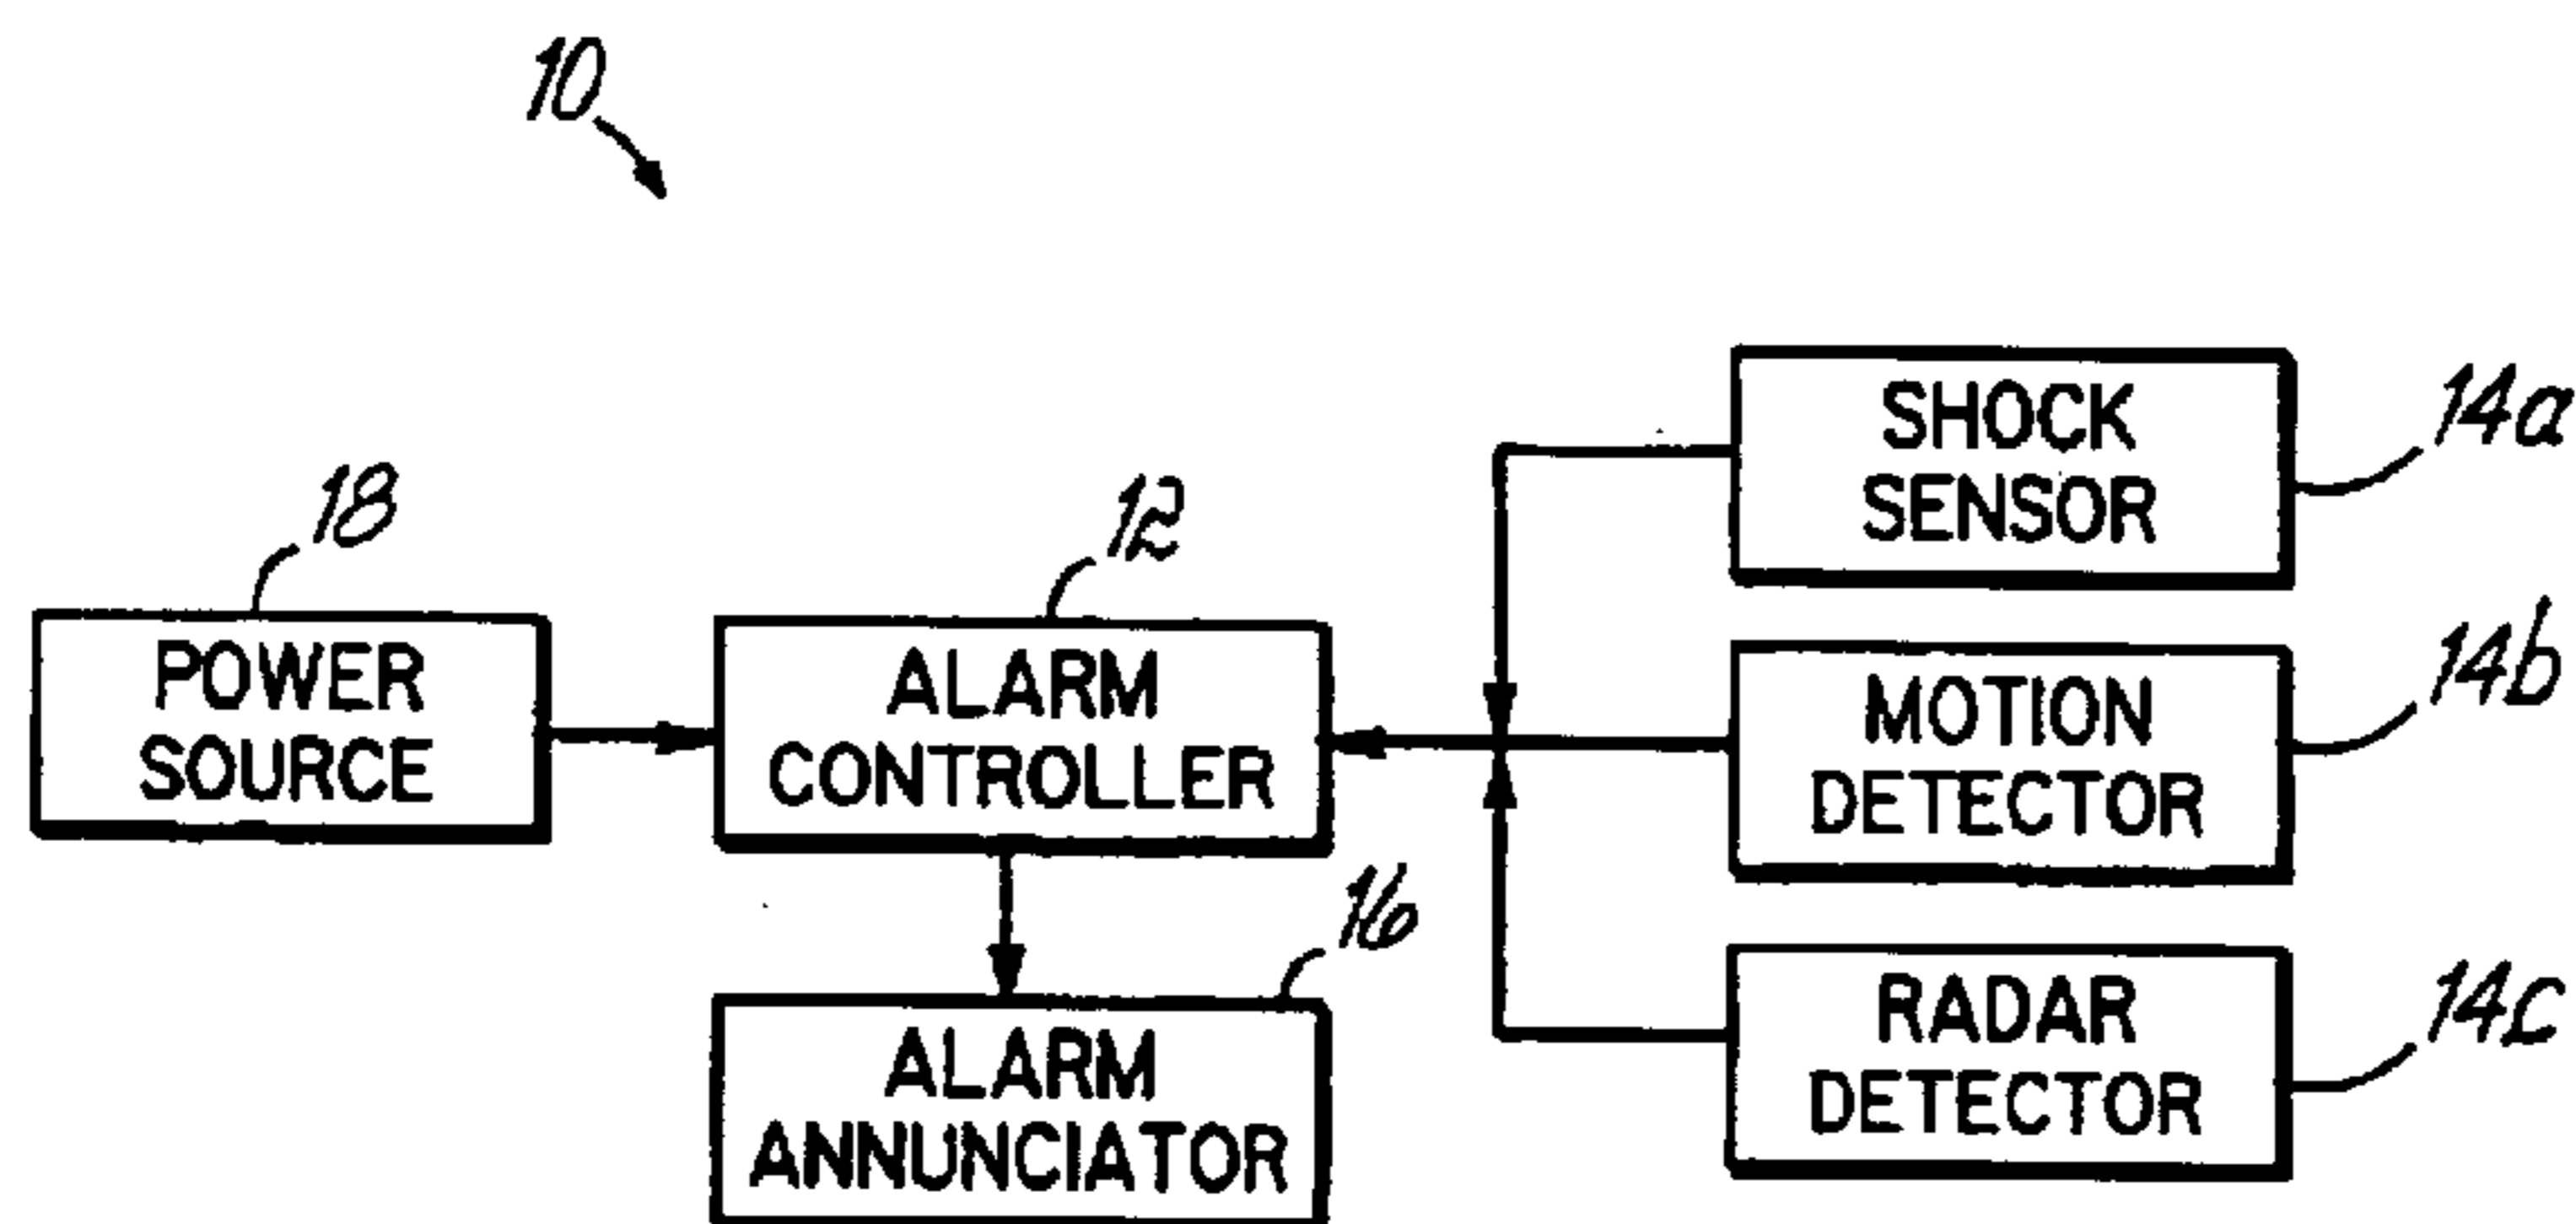 10
18
12
14a
14b
14c
16
POWER
SOURCE
ALARM
CONTROLLER
SHOCK
SENSOR
MOTION
DETECTOR
ALARM
ANNUNCIATOR
RADAR
DETECTOR